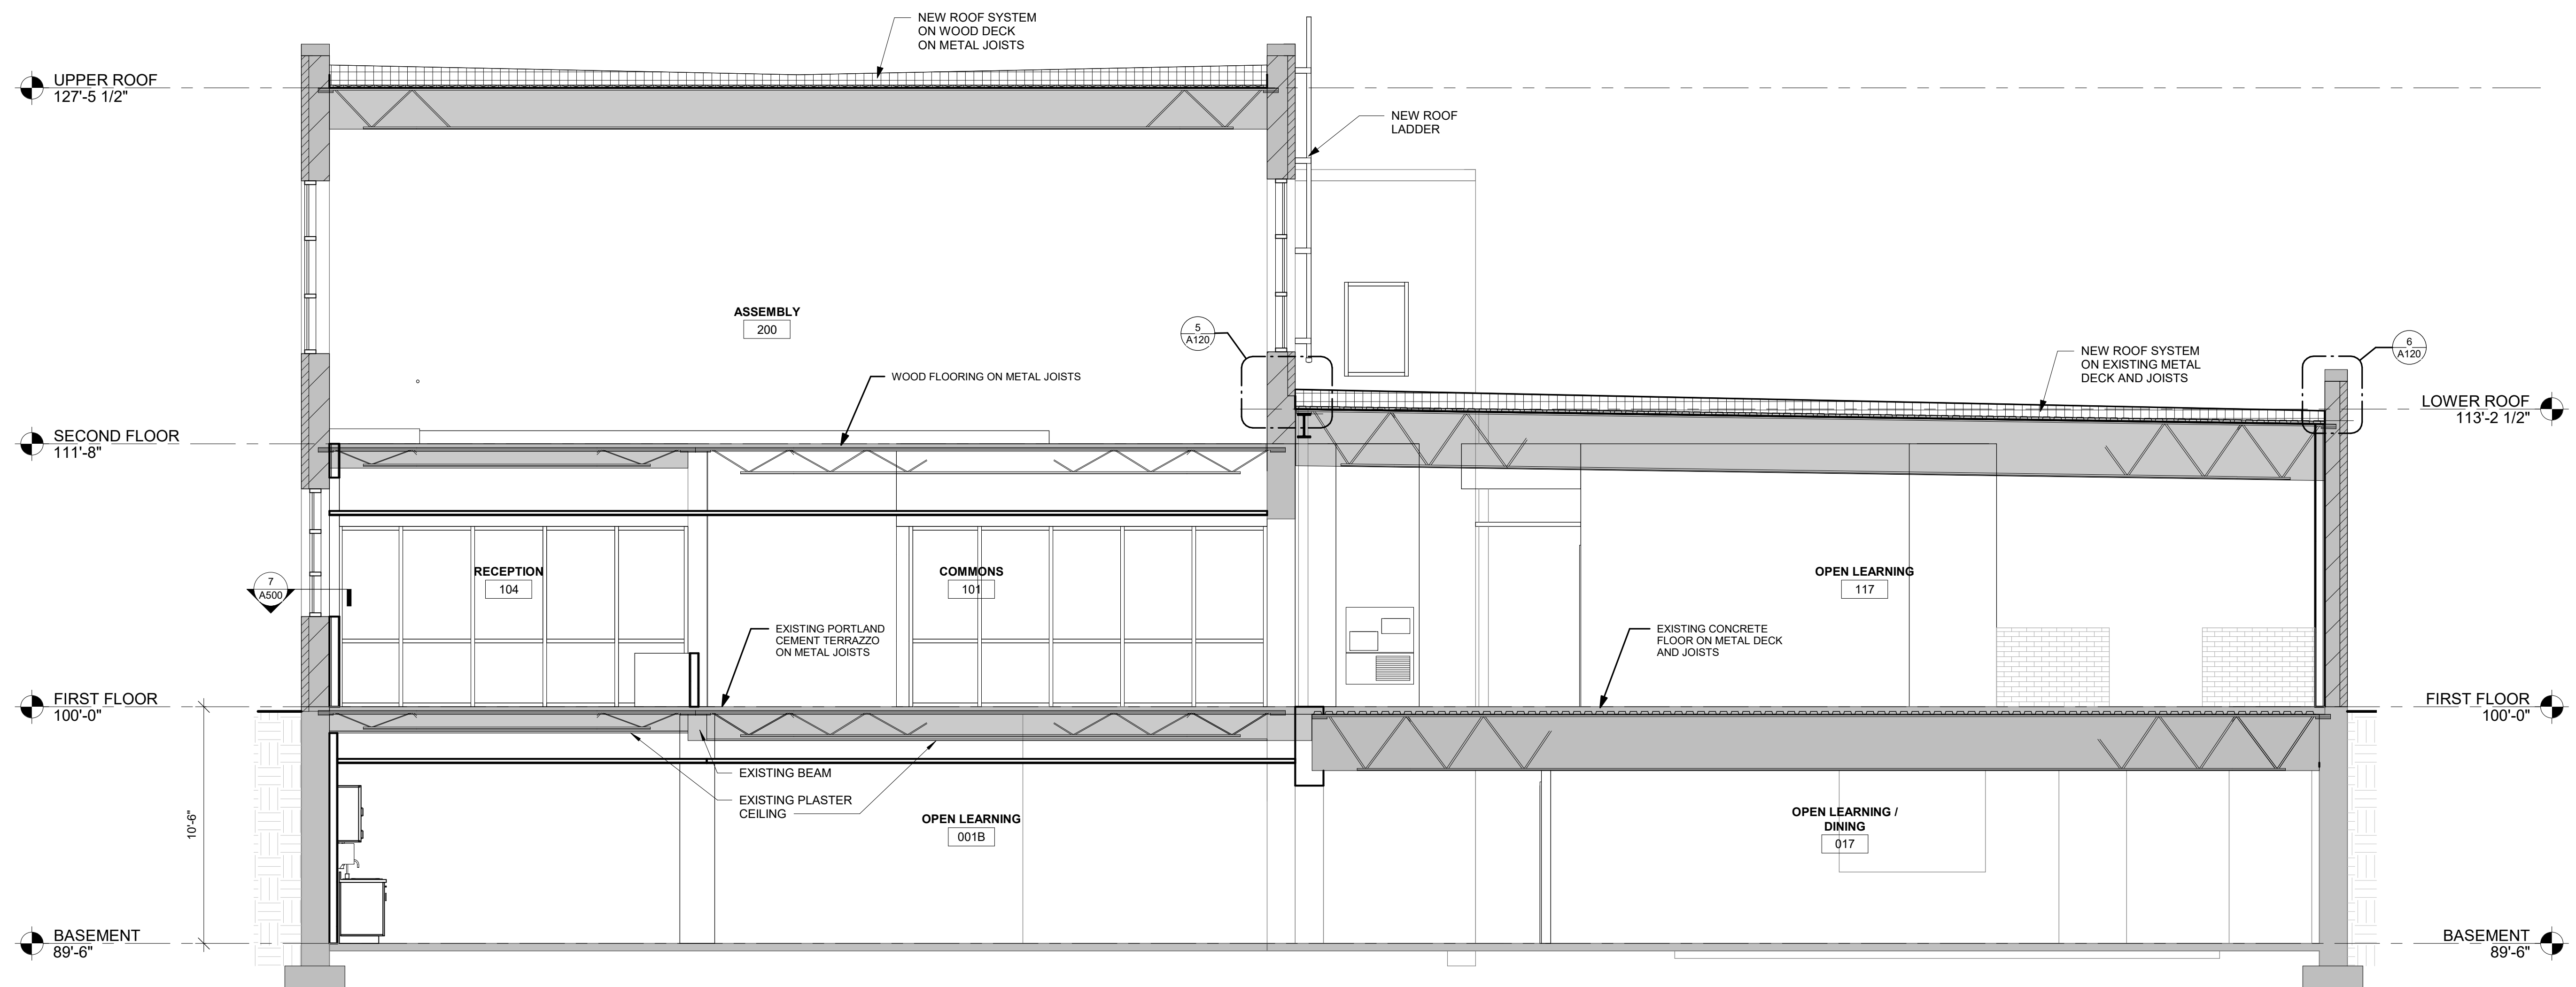 NEW ROOF SYSTEM
ON WOOD DECK
ON METAL JOISTS
UPPER ROOF
127'-5 1/2"
NEW ROOF
LADDER
ASSEMBLY
200
5
A120
6
A120
NEW ROOF SYSTEM
ON EXISTING METAL
DECK AND JOISTS
WOOD FLOORING ON METAL JOISTS
LOWER ROOF
113'-2 1/2"
SECOND FLOOR
111'-8"
RECEPTION
104
COMMONS
101
OPEN LEARNING
117
7
A500
EXISTING PORTLAND
CEMENT TERRAZZO
ON METAL JOISTS
EXISTING CONCRETE
FLOOR ON METAL DECK
AND JOISTS
FIRST FLOOR
100'-0"
FIRST FLOOR
100'-0"
EXISTING BEAM
EXISTING PLASTER
CEILING
10'-6"
OPEN LEARNING
001B
OPEN LEARNING /
DINING
017
BASEMENT
89'-6"
BASEMENT
89'-6"